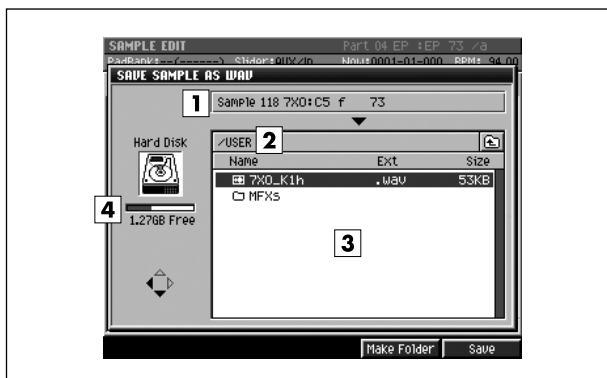 SAMPLE EDIT Part 04 EP :EP 73 /a
PadBank:--(------) Slider:AUX/In Now:0001-01-000 BPM: 94.00
SAVE SAMPLE AS WAV
1 Sample 118 7XO:C5 f 73
Hard Disk
/USER 2
Name Ext Size
7XO_K1h .wav 53KB
MFXs
4
1.27GB Free
3
Make Folder Save